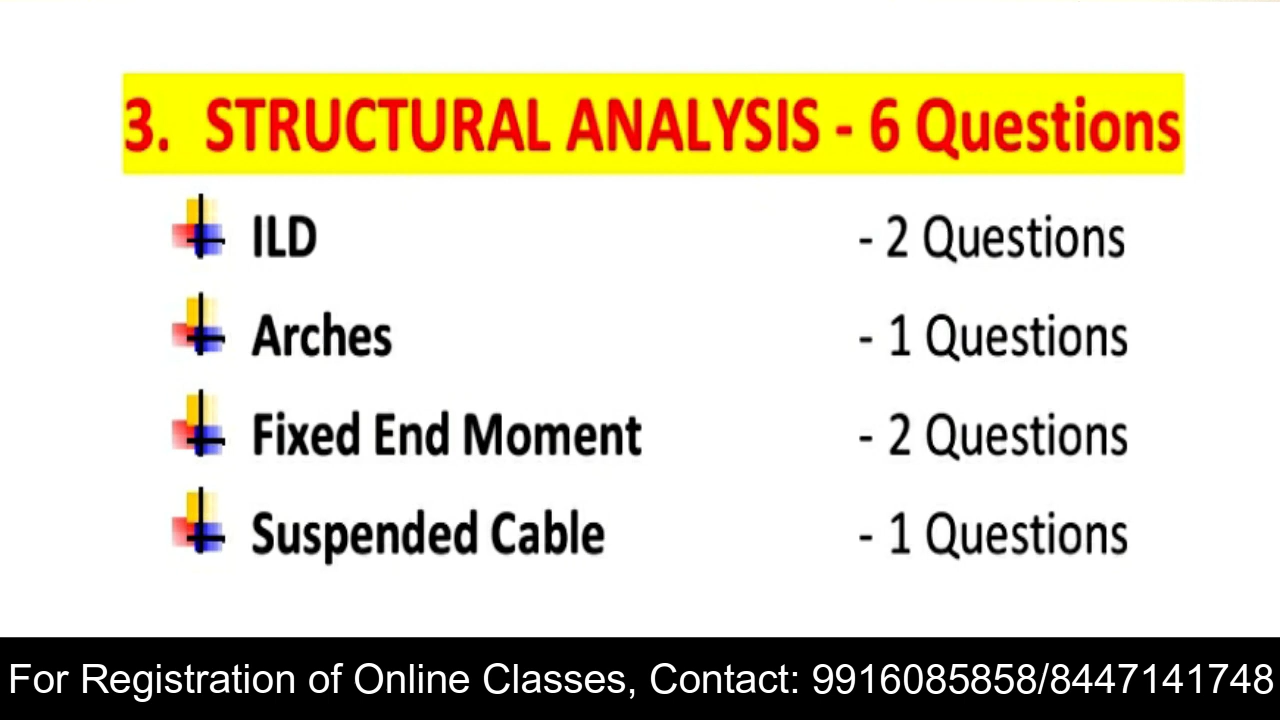 3. STRUCTURAL ANALYSIS - 6 Questions
ILD - 2 Questions
Arches - 1 Questions
Fixed End Moment - 2 Questions
Suspended Cable - 1 Questions
For Registration of Online Classes, Contact: 9916085858/8447141748